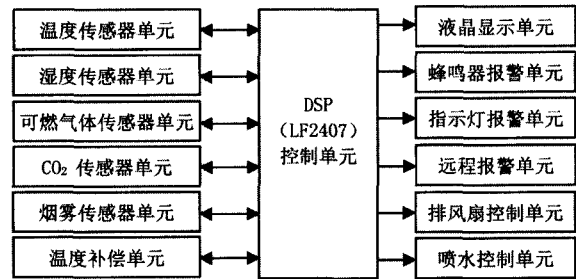 温度传感器单元
湿度传感器单元
可燃气体传感器单元
CO₂ 传感器单元
烟雾传感器单元
温度补偿单元
DSP
(LF2407)
控制单元
液晶显示单元
蜂鸣器报警单元
指示灯报警单元
远程报警单元
排风扇控制单元
喷水控制单元